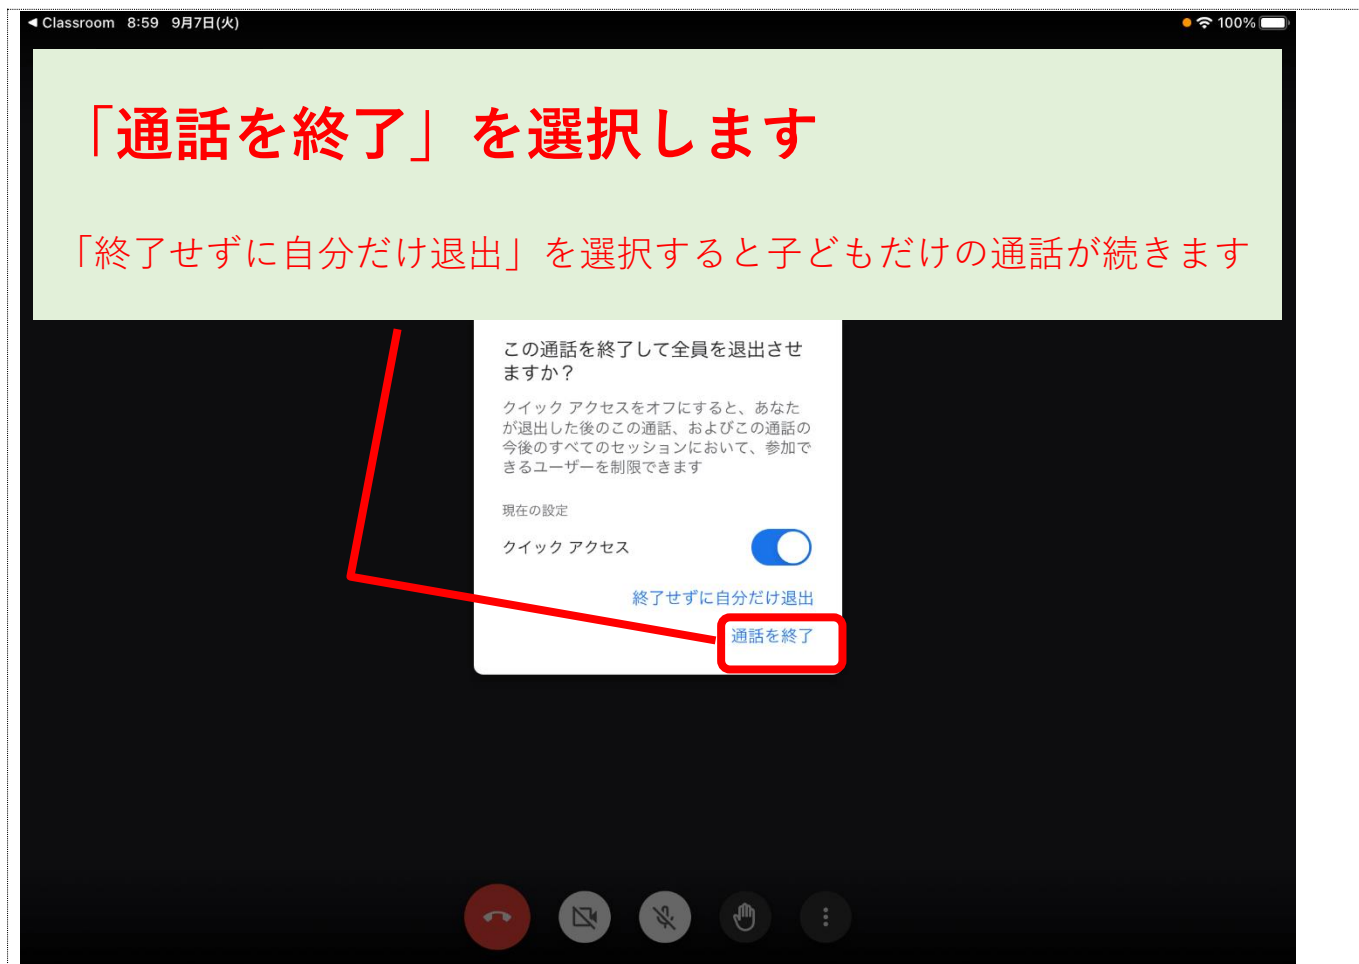 ◀ Classroom 8:59 9月7日(火) 100%
「通話を終了」を選択します
「終了せずに自分だけ退出」を選択すると子どもだけの通話が続きます
この通話を終了して全員を退出させ
ますか？
クイック アクセスをオフにすると、あなた
が退出した後のこの通話、およびこの通話の
今後のすべてのセッションにおいて、参加で
きるユーザーを制限できます
現在の設定
クイック アクセス
終了せずに自分だけ退出
通話を終了